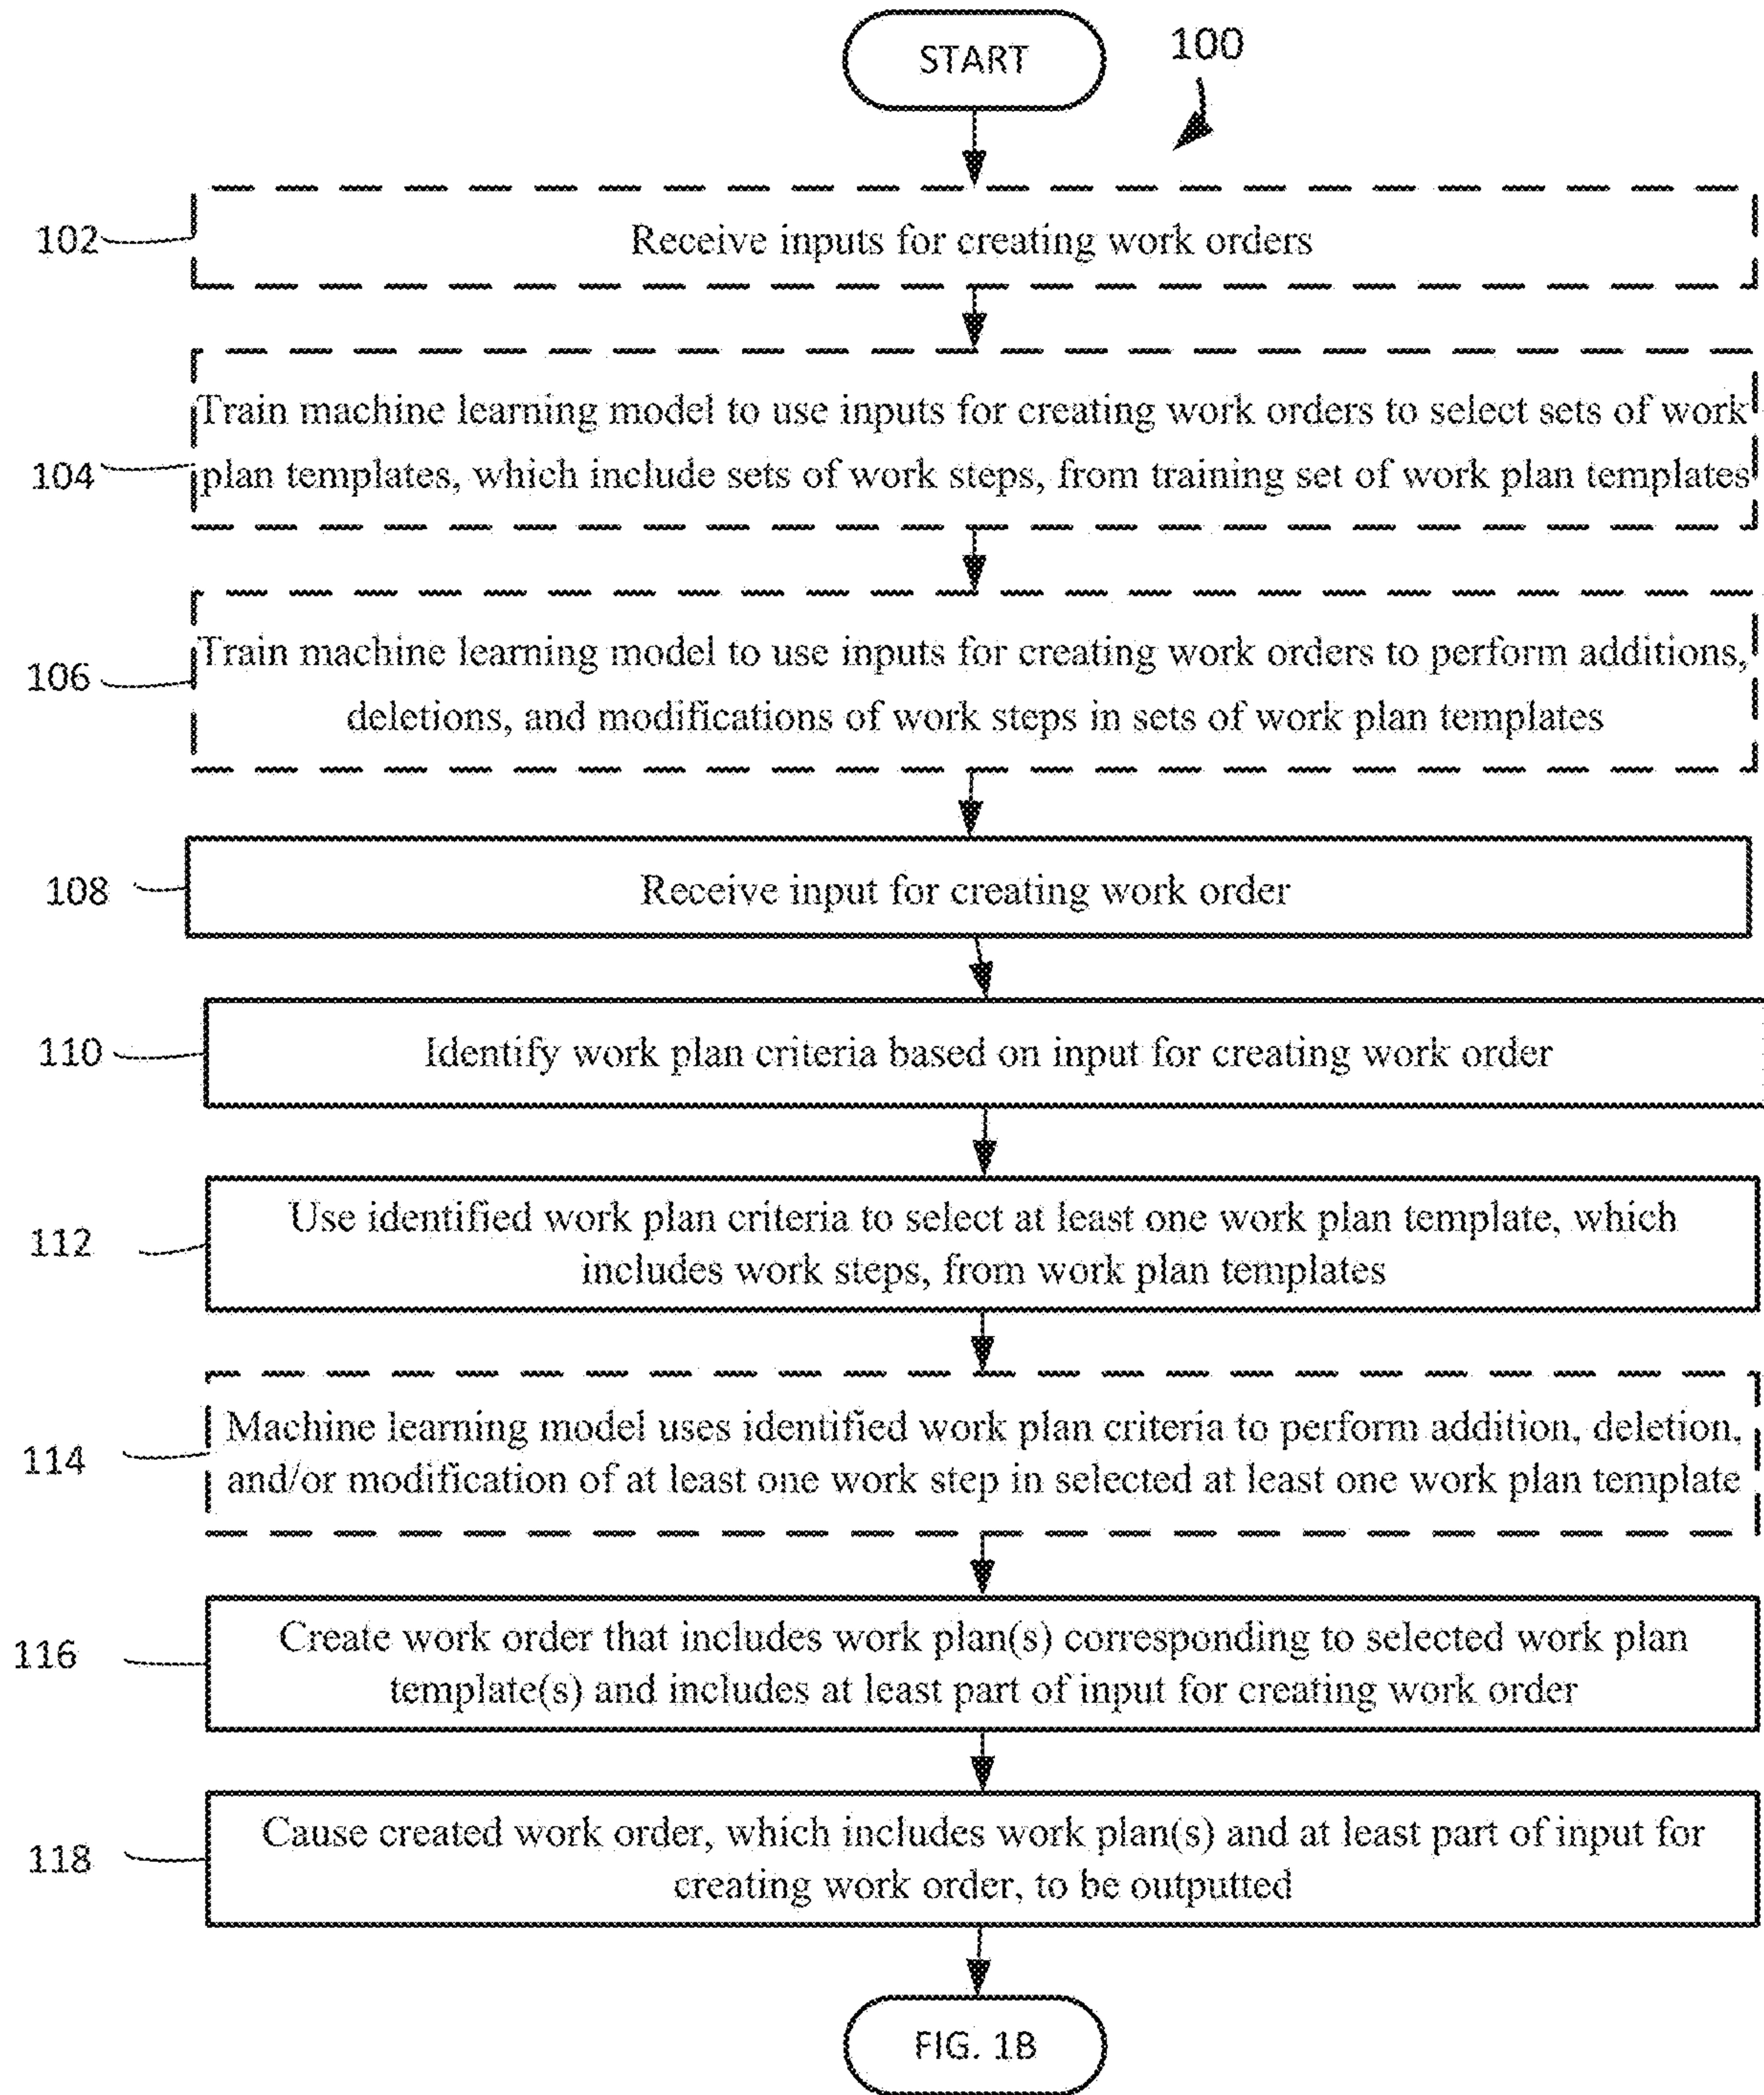 START
100
102
Receive inputs for creating work orders
Train machine learning model to use inputs for creating work orders to select sets of work
104
plan templates, which include sets of work steps, from training set of work plan templates
106
Train machine learning model to use inputs for creating work orders to perform additions,
deletions, and modifications of work steps in sets of work plan templates
108
Receive input for creating work order
110
Identify work plan criteria based on input for creating work order
112
Use identified work plan criteria to select at least one work plan template, which
includes work steps, from work plan templates
114
Machine learning model uses identified work plan criteria to perform addition, deletion,
and/or modification of at least one work step in selected at least one work plan template
116
Create work order that includes work plan(s) corresponding to selected work plan
template(s) and includes at least part of input for creating work order
118
Cause created work order, which includes work plan(s) and at least part of input for
creating work order, to be outputted
FIG. 1B